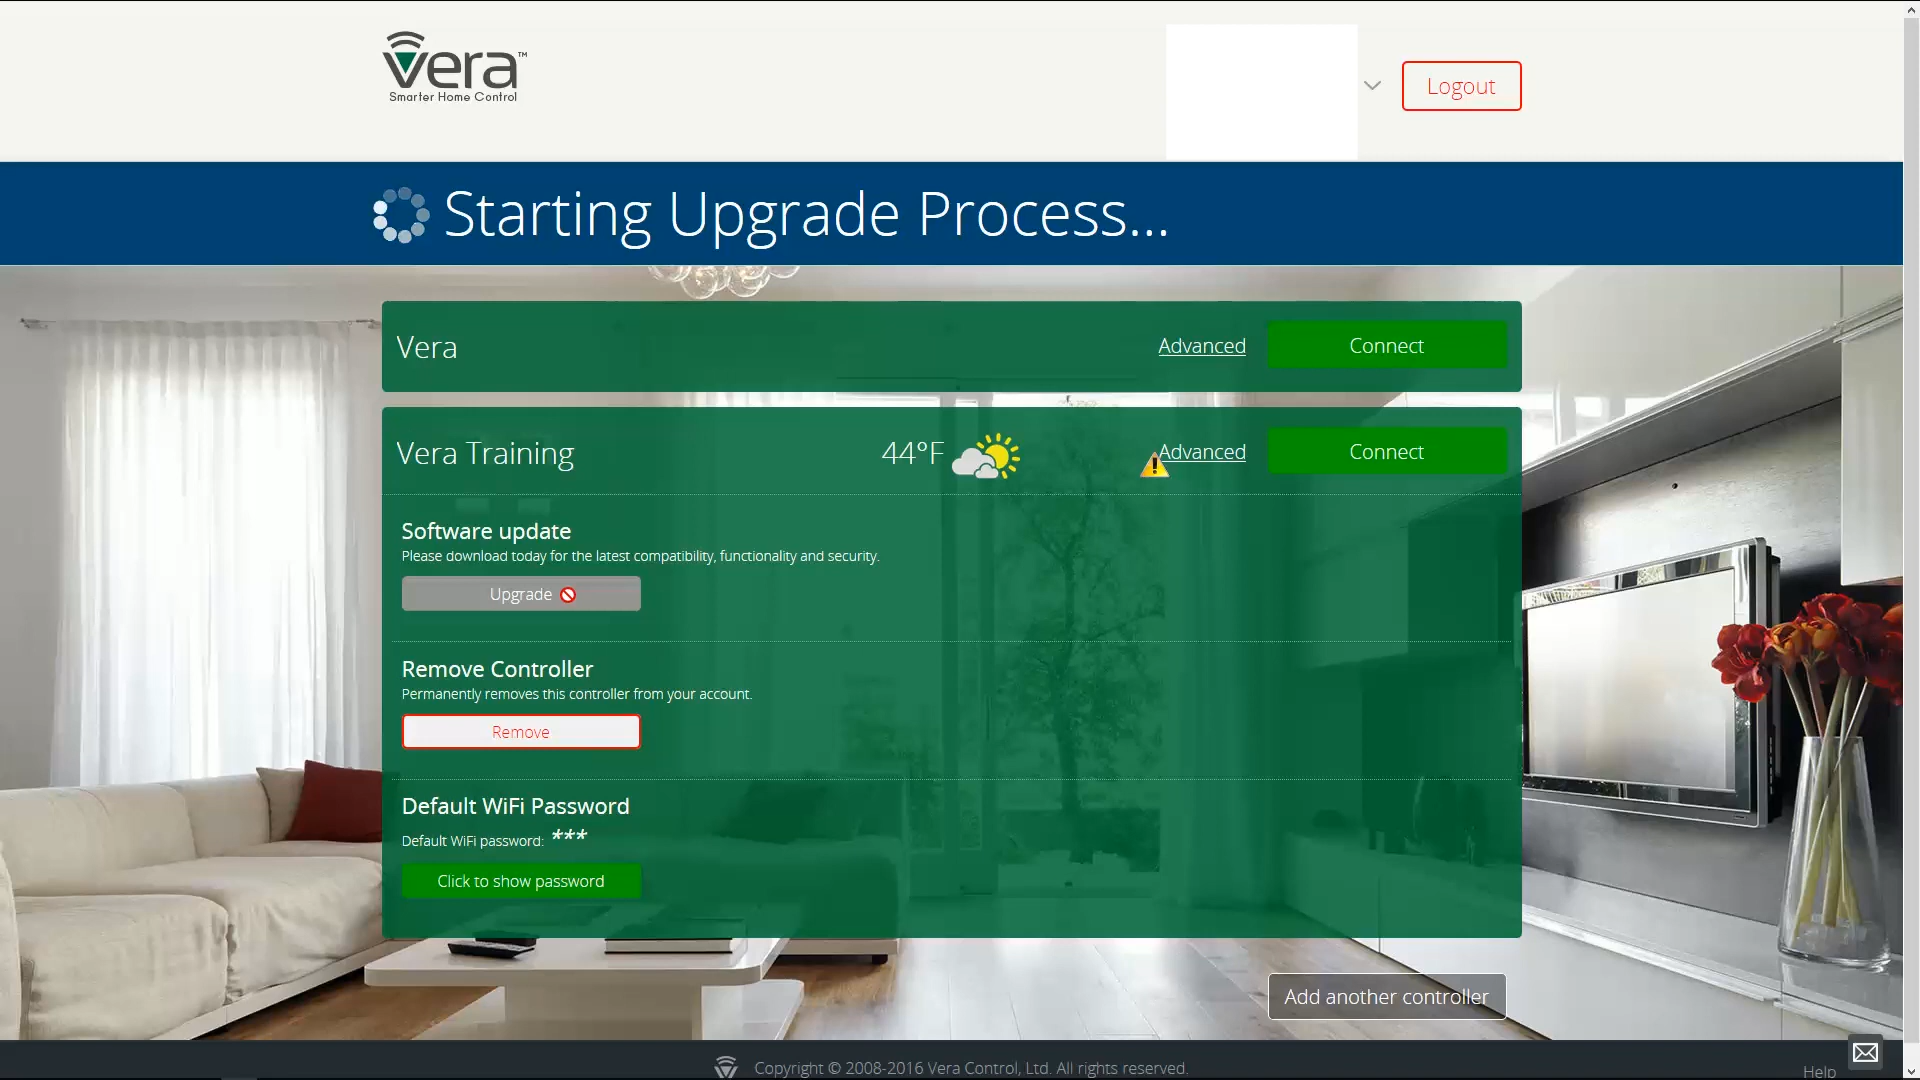 vera™
Smarter Home Control
Logout
Starting Upgrade Process...
Vera
Advanced
Connect
Vera Training
44°F
Advanced
Connect
Software update
Please download today for the latest compatibility, functionality and security.
Upgrade
Remove Controller
Permanently removes this controller from your account.
Remove
Default WiFi Password
Default WiFi password: ***
Click to show password
Add another controller
Copyright © 2008-2016 Vera Control, Ltd. All rights reserved.
Help